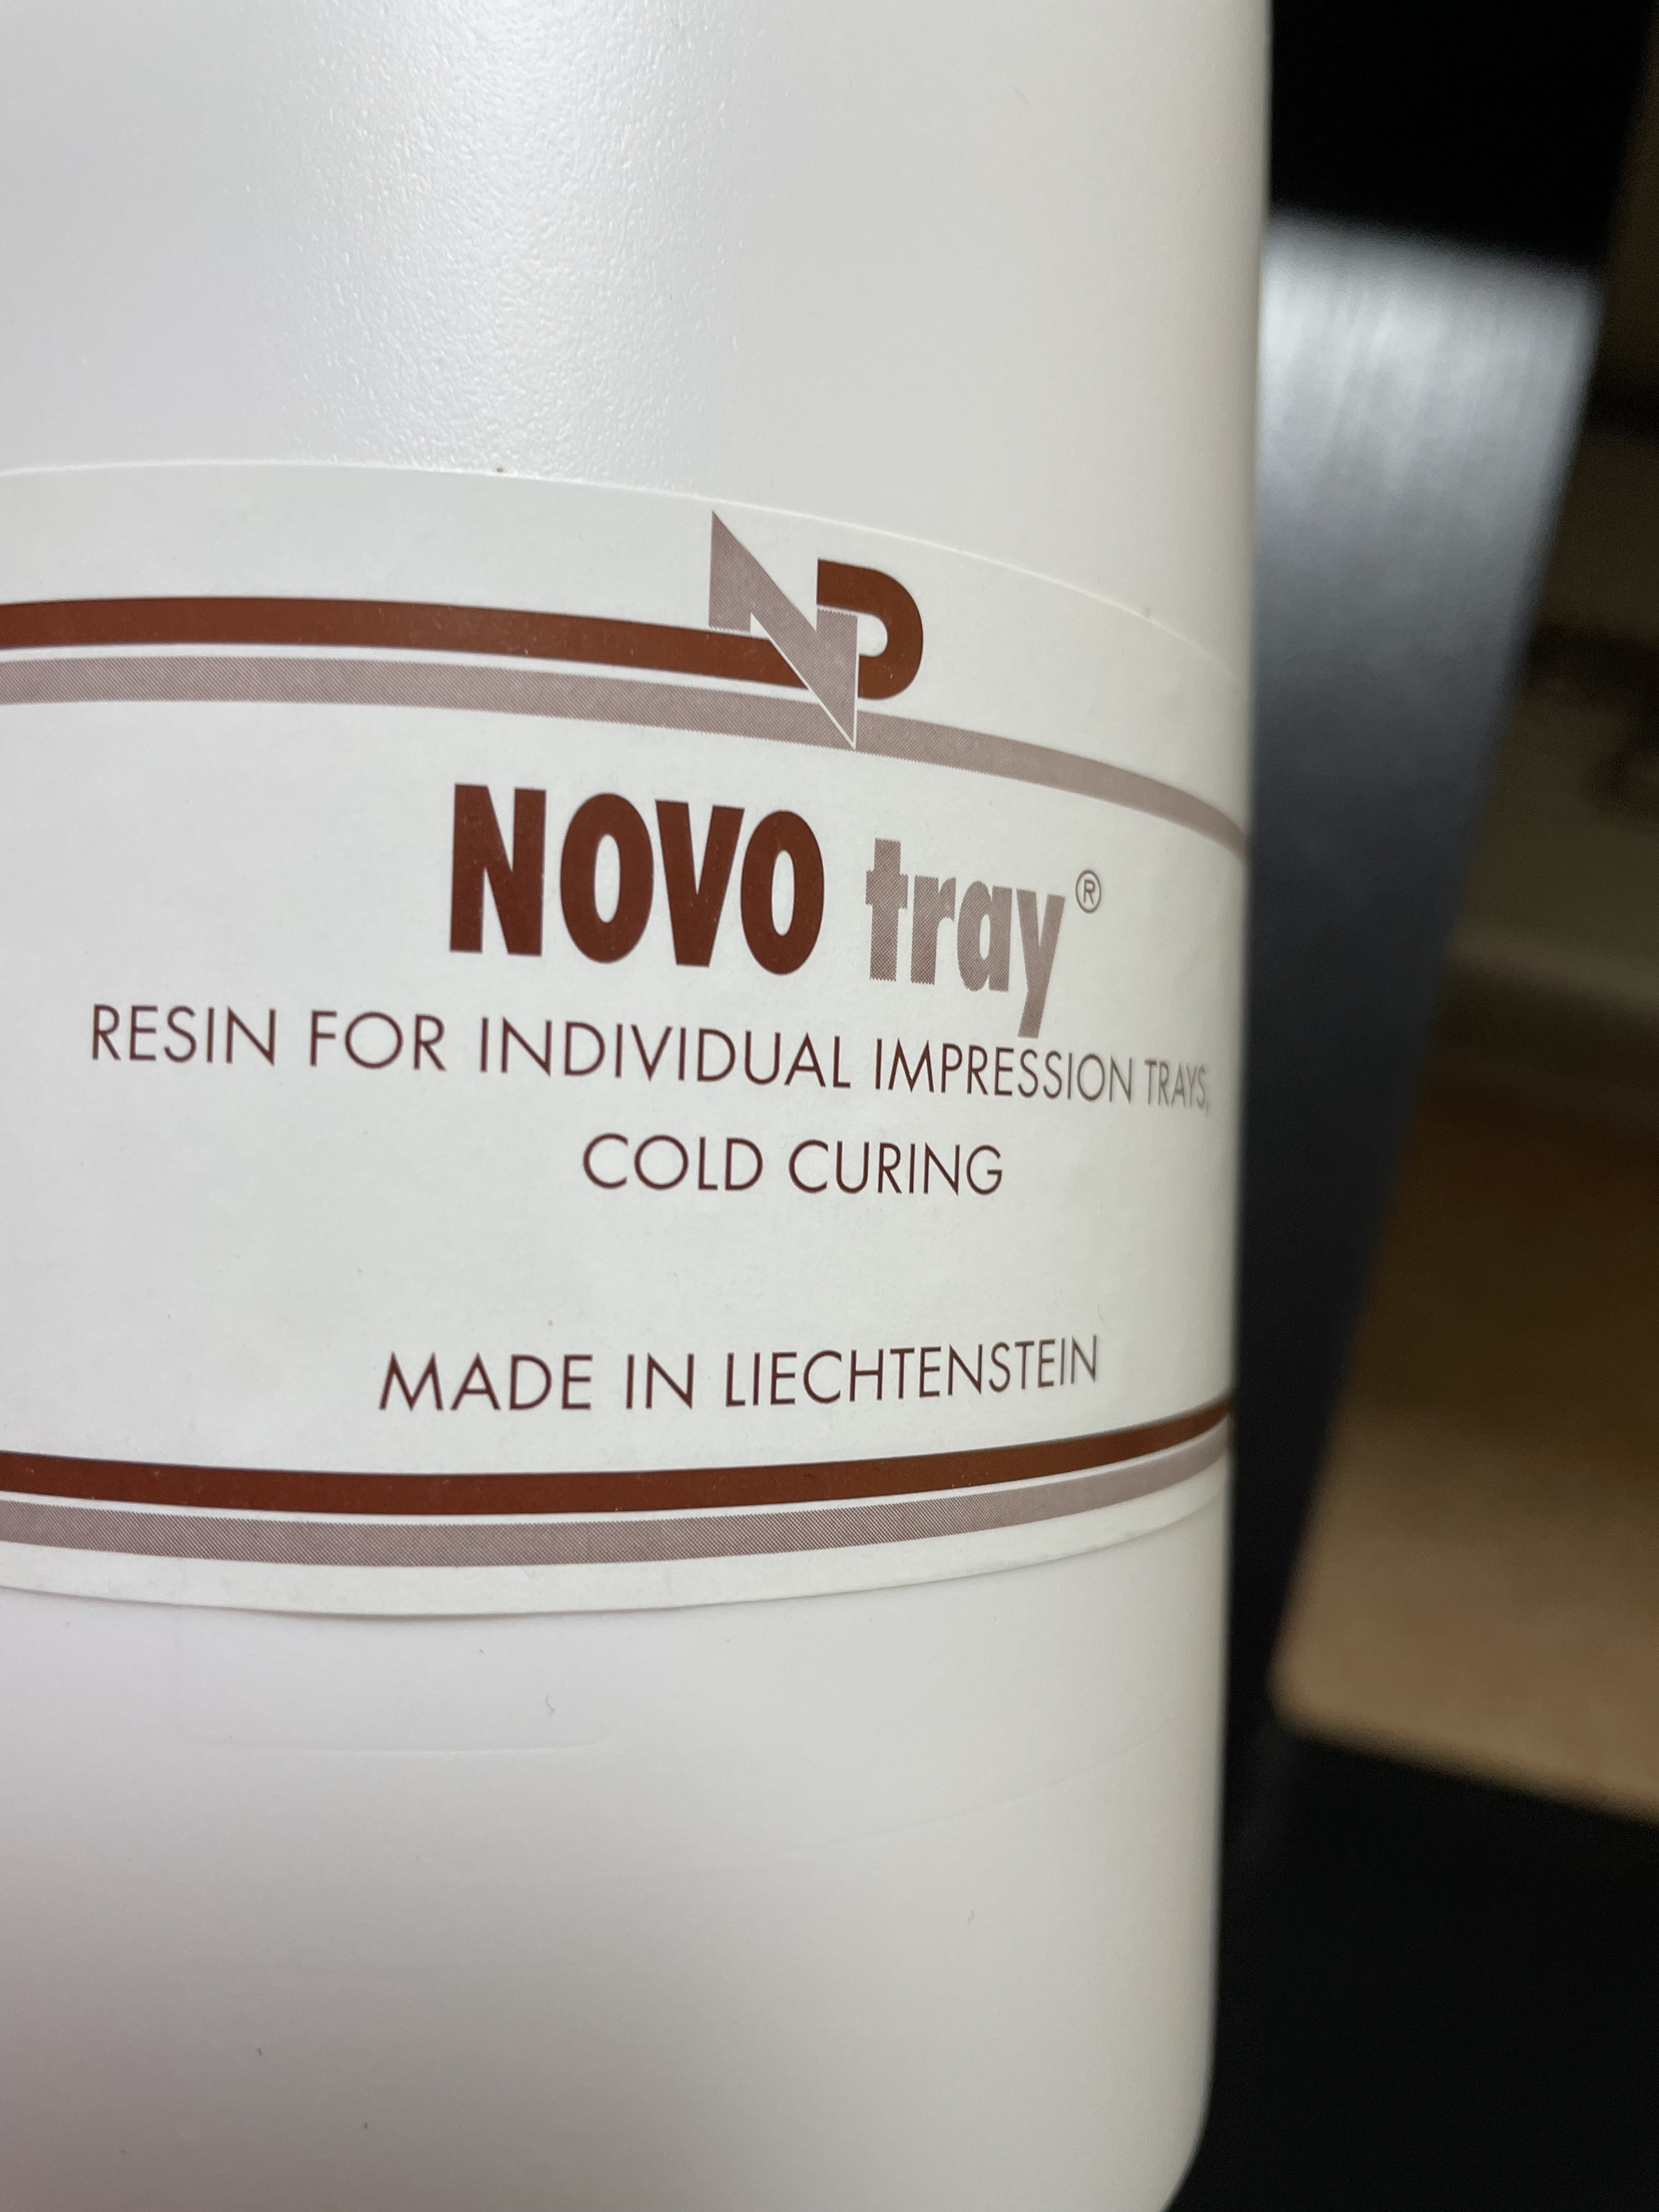 NP
NOVO tray®
RESIN FOR INDIVIDUAL IMPRESSION TRAYS,
COLD CURING
MADE IN LIECHTENSTEIN